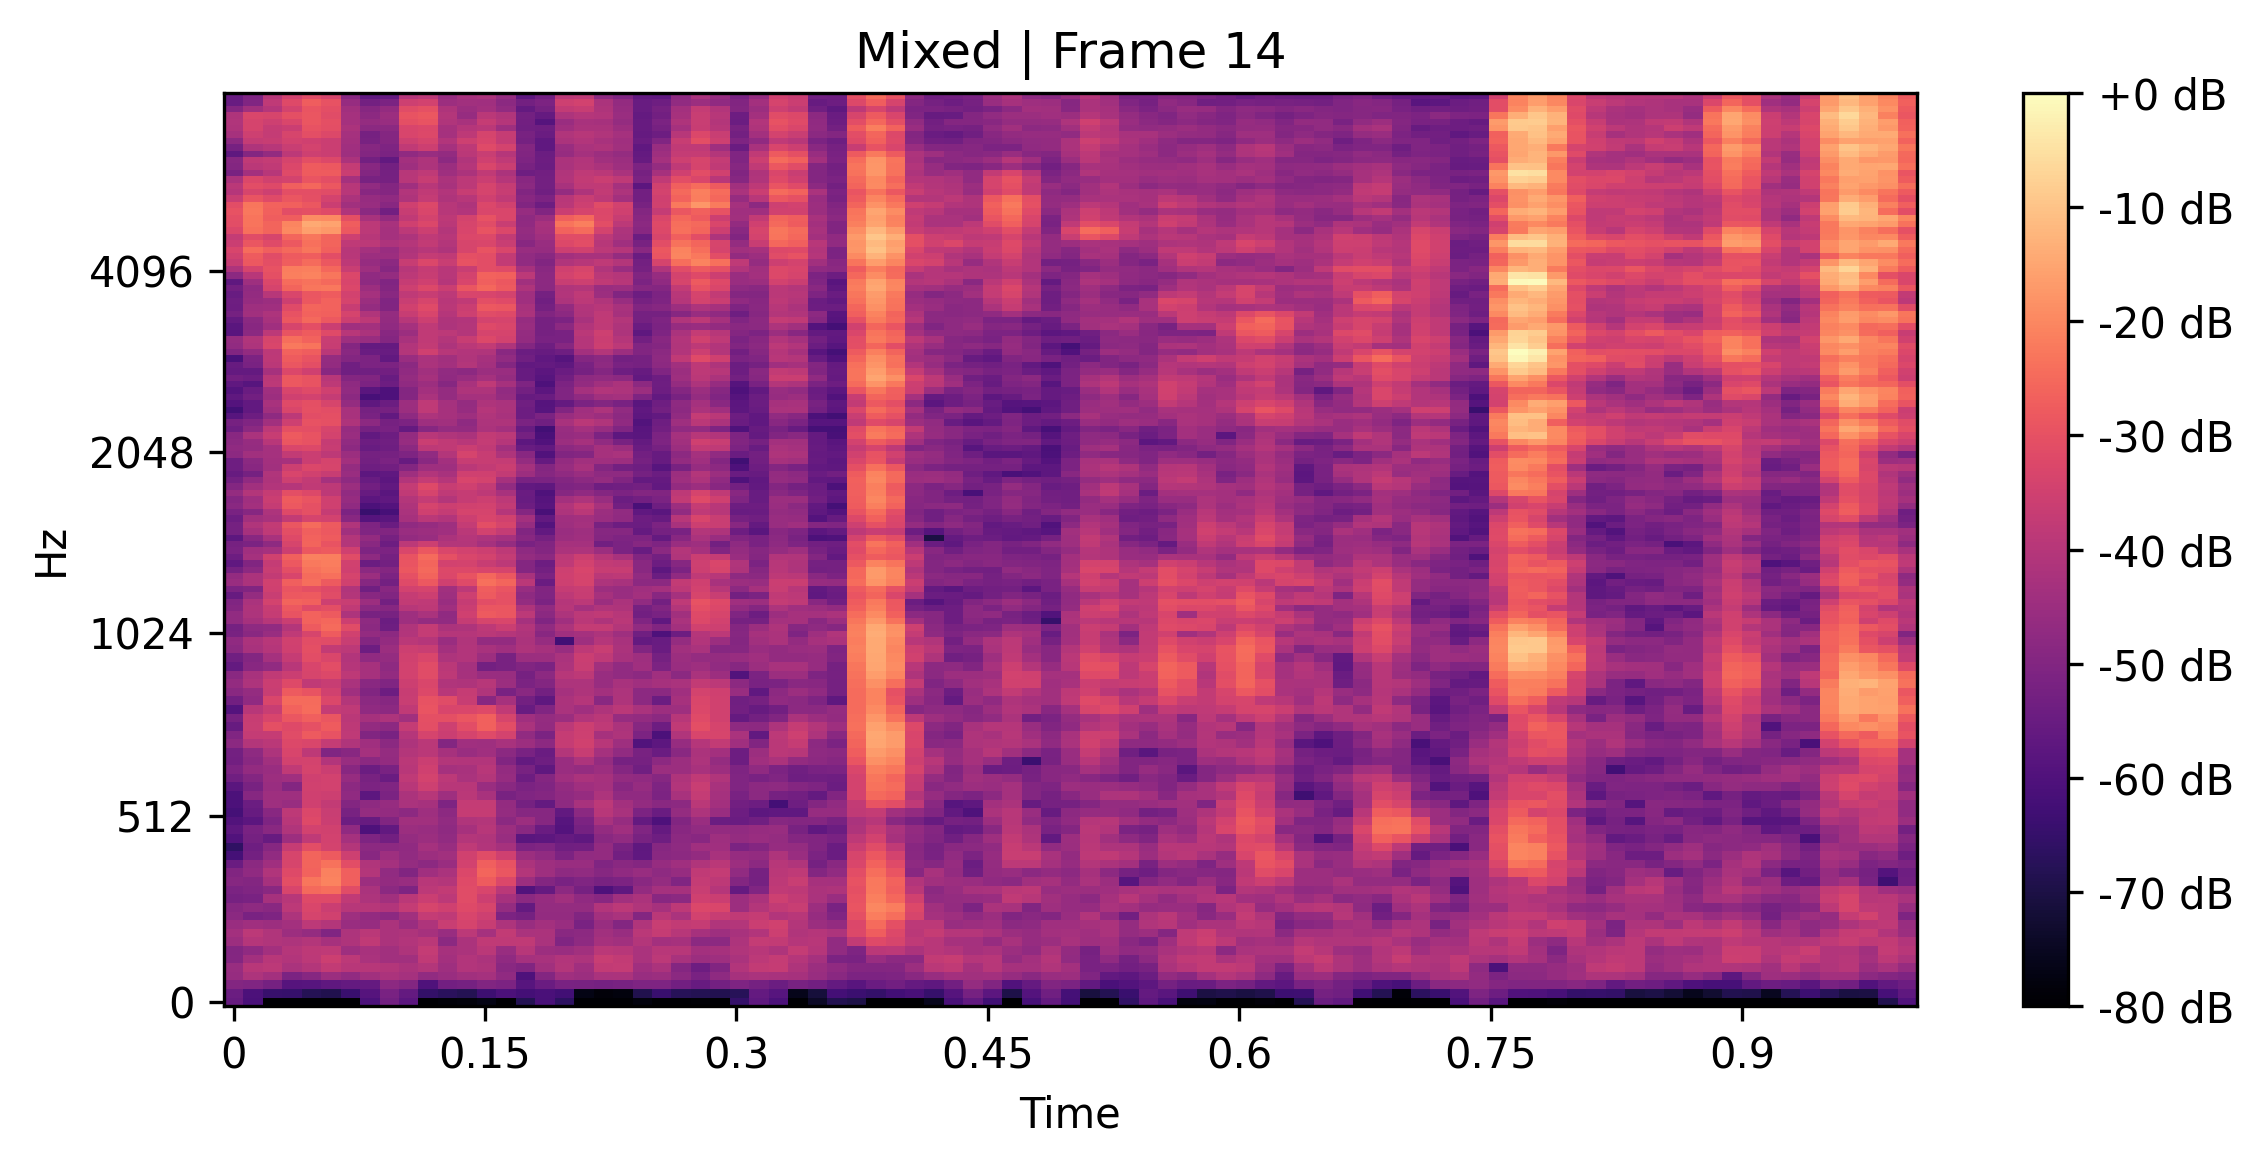 Mixed | Frame 14
Hz
4096
2048
1024
512
0
0 0.15 0.3 0.45 0.6 0.75 0.9
Time
+0 dB
-10 dB
-20 dB
-30 dB
-40 dB
-50 dB
-60 dB
-70 dB
-80 dB